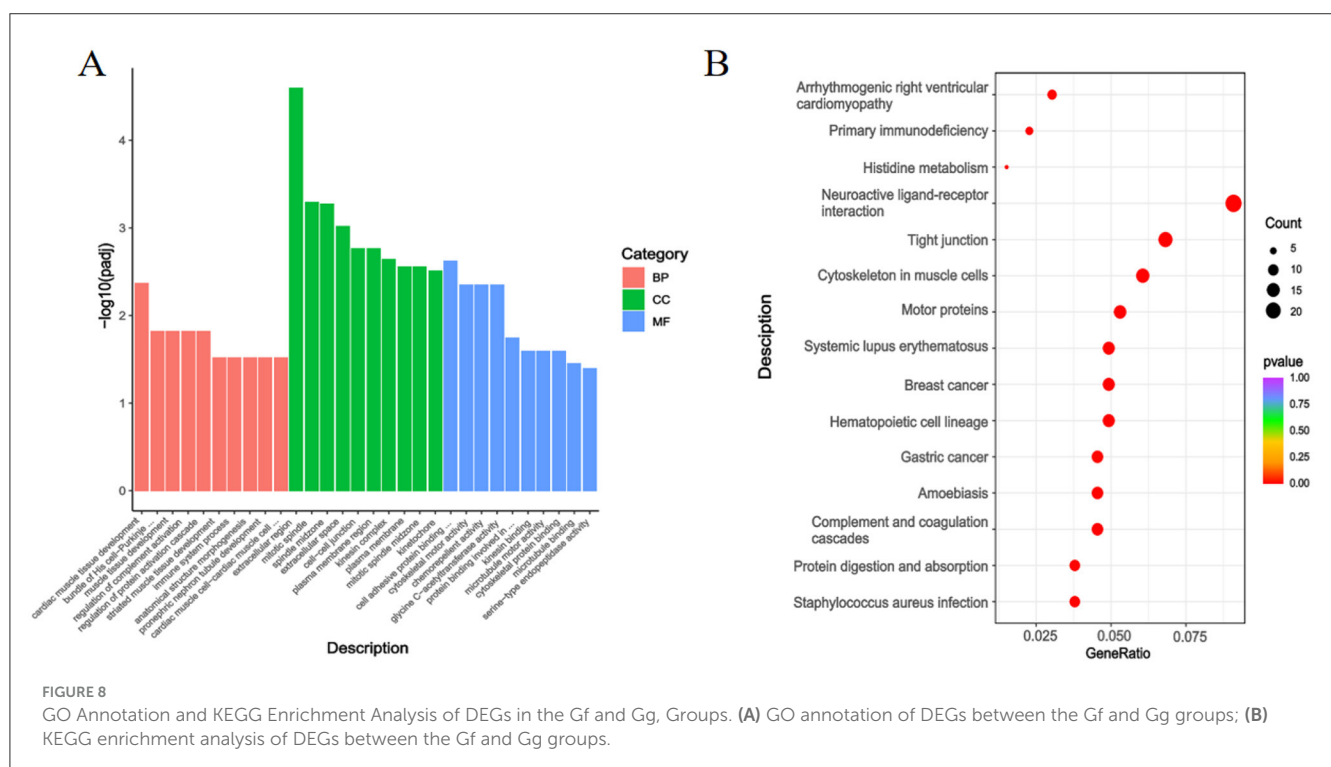 A
-log10(padj)
4
3
2
1
0
cardiac muscle tissue development
bundle of His cell-Purkinje ...
muscle tissue development
regulation of complement activation
regulation of protein activation cascade
striated muscle tissue development
immune system process
anatomical structure morphogenesis
pronephric nephron tubule development
cardiac muscle cell-cardiac muscle cell ...
extracellular region
mitotic spindle
spindle midzone
extracellular space
cell-cell junction
plasma membrane region
kinesin complex
plasma membrane
mitotic spindle midzone
kinetochore
cell adhesive protein binding ...
cytoskeletal motor activity
chemorepellent activity
glycine C-acetyltransferase activity
protein binding involved in ...
kinesin binding
microtubule motor activity
cytoskeletal protein binding
microtubule binding
serine-type endopeptidase activity
Description
Category
BP
CC
MF
B
Desciption
Arrhythmogenic right ventricular
cardiomyopathy
Primary immunodeficiency
Histidine metabolism
Neuroactive ligand-receptor
interaction
Tight junction
Cytoskeleton in muscle cells
Motor proteins
Systemic lupus erythematosus
Breast cancer
Hematopoietic cell lineage
Gastric cancer
Amoebiasis
Complement and coagulation
cascades
Protein digestion and absorption
Staphylococcus aureus infection
0.025 0.050 0.075
GeneRatio
Count
5
10
15
20
pvalue
1.00
0.75
0.50
0.25
0.00
FIGURE 8
GO Annotation and KEGG Enrichment Analysis of DEGs in the Gf and Gg, Groups. (A) GO annotation of DEGs between the Gf and Gg groups; (B)
KEGG enrichment analysis of DEGs between the Gf and Gg groups.